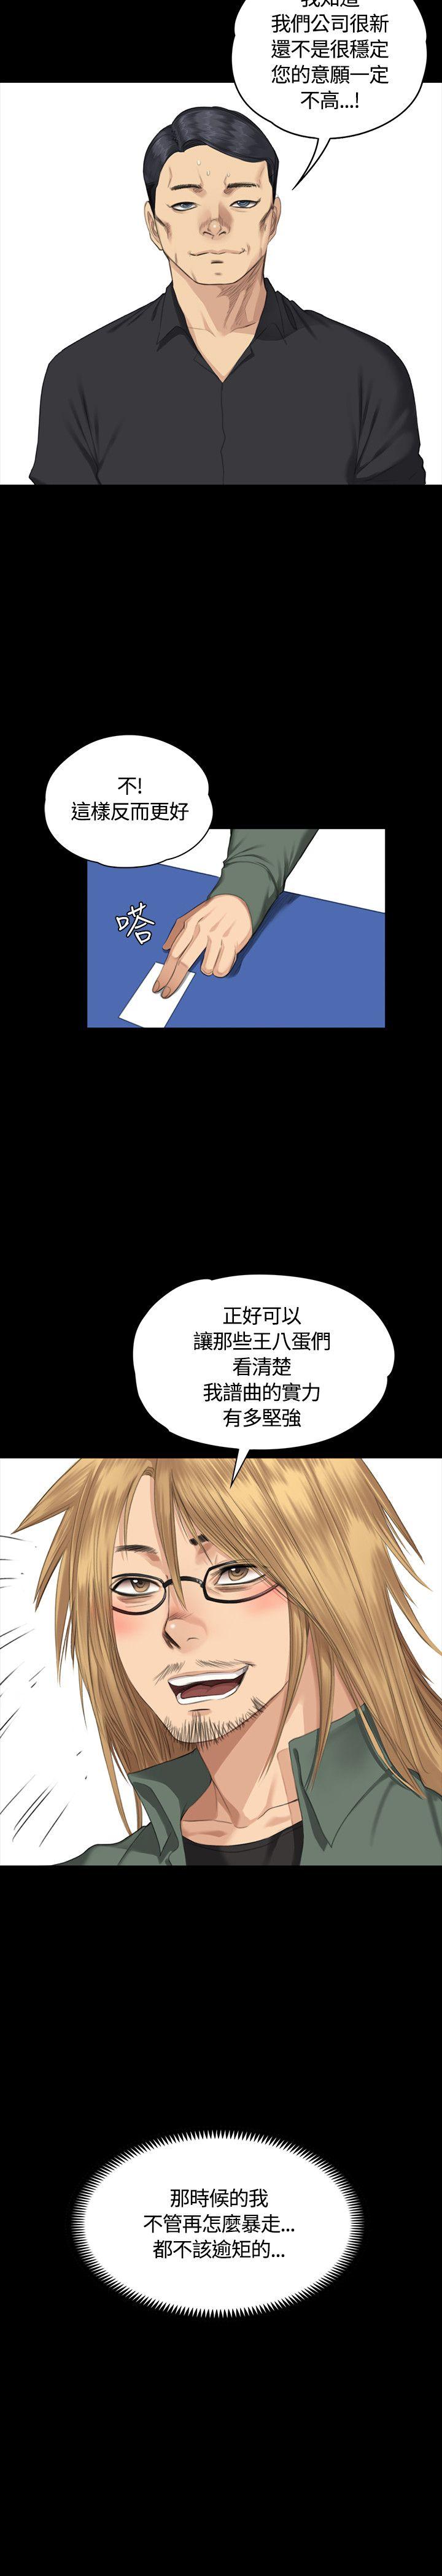 我知道
我們公司很新
還不是很穩定
您的意願一定
不高...!
不!
這樣反而更好
嗒
正好可以
讓那些王八蛋們
看清楚
我譜曲的實力
有多堅強
那時候的我
不管再怎麼暴走...
都不該逾矩的...